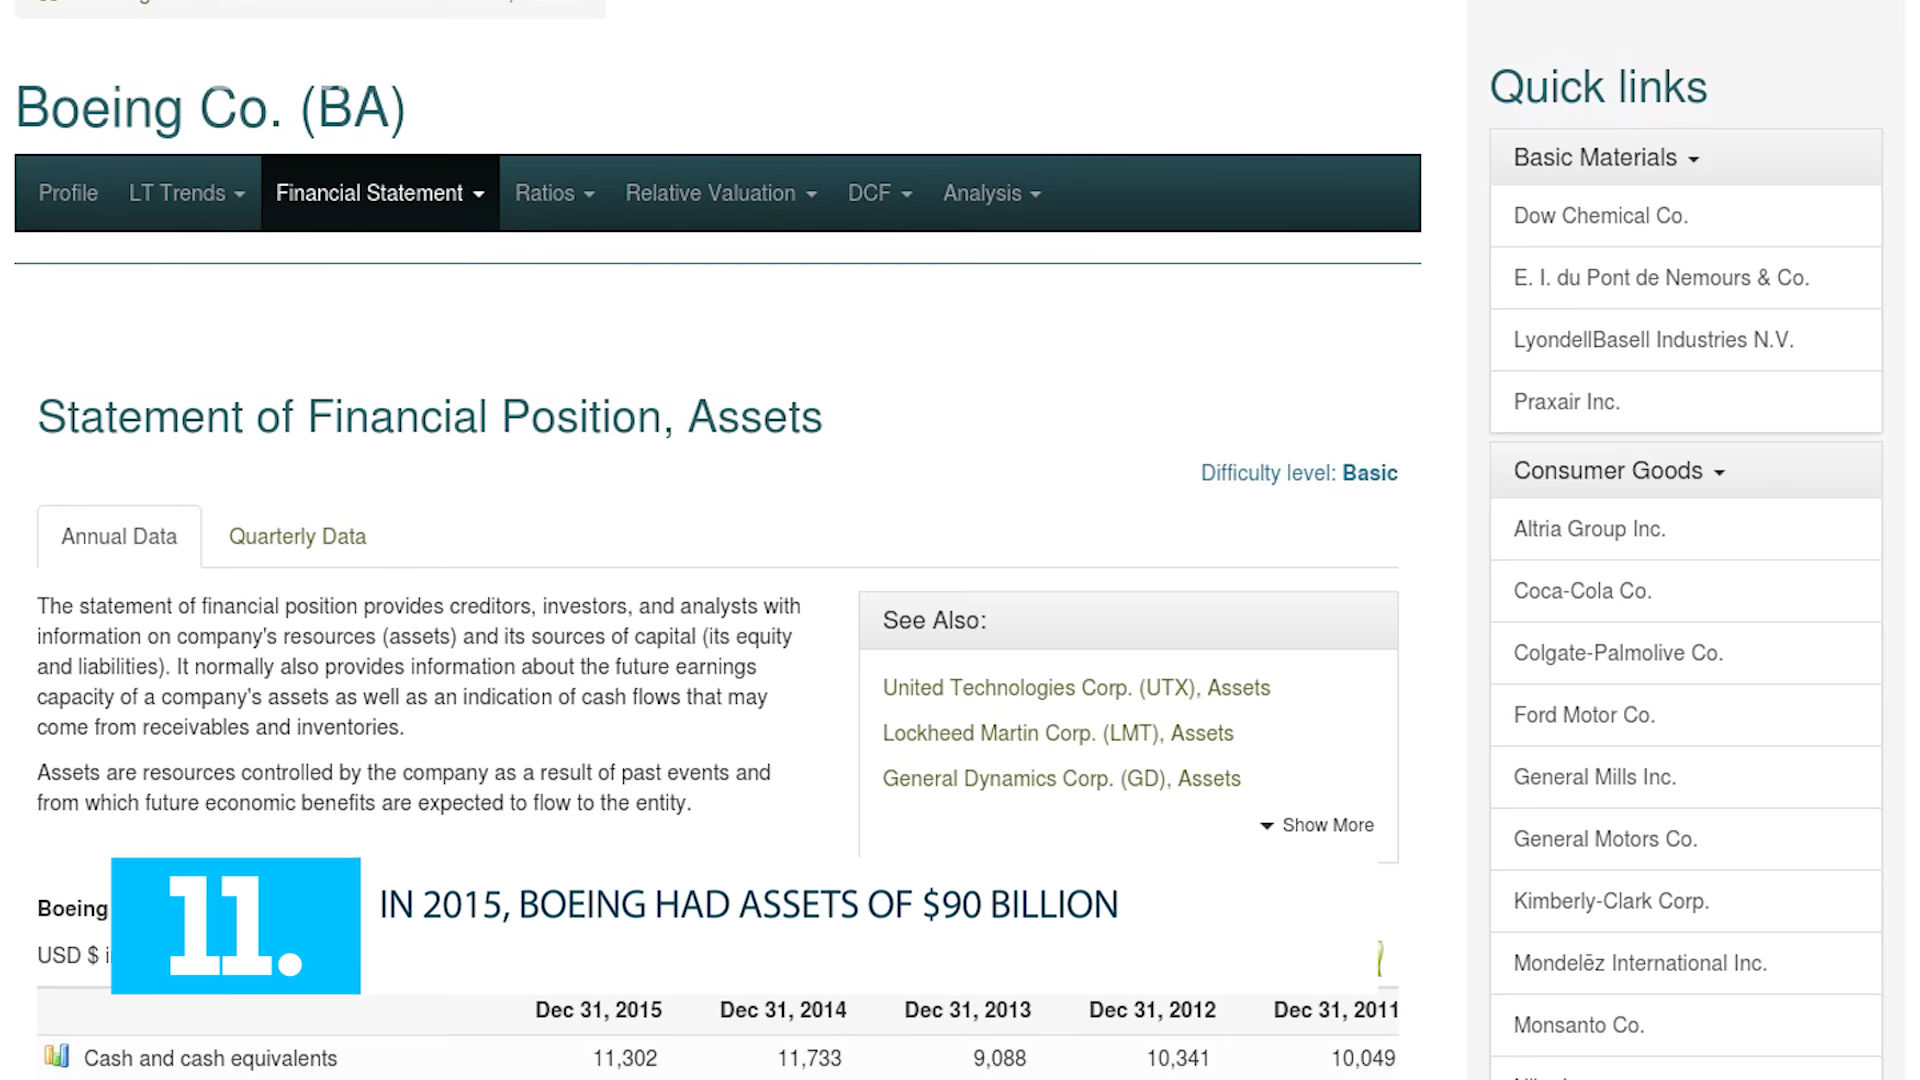 Boeing Co. (BA)
Profile LT Trends Financial Statement Ratios Relative Valuation DCF Analysis
Statement of Financial Position, Assets
Difficulty level: Basic
Annual Data Quarterly Data
The statement of financial position provides creditors, investors, and analysts with
information on company's resources (assets) and its sources of capital (its equity
and liabilities). It normally also provides information about the future earnings
capacity of a company's assets as well as an indication of cash flows that may
come from receivables and inventories.
Assets are resources controlled by the company as a result of past events and
from which future economic benefits are expected to flow to the entity.
See Also:
United Technologies Corp. (UTX), Assets
Lockheed Martin Corp. (LMT), Assets
General Dynamics Corp. (GD), Assets
Show More
Boeing
USD $
11.
IN 2015, BOEING HAD ASSETS OF $90 BILLION
Dec 31, 2015 Dec 31, 2014 Dec 31, 2013 Dec 31, 2012 Dec 31, 2011
Cash and cash equivalents 11,302 11,733 9,088 10,341 10,049
Quick links
Basic Materials
Dow Chemical Co.
E. I. du Pont de Nemours & Co.
LyondellBasell Industries N.V.
Praxair Inc.
Consumer Goods
Altria Group Inc.
Coca-Cola Co.
Colgate-Palmolive Co.
Ford Motor Co.
General Mills Inc.
General Motors Co.
Kimberly-Clark Corp.
Mondelēz International Inc.
Monsanto Co.